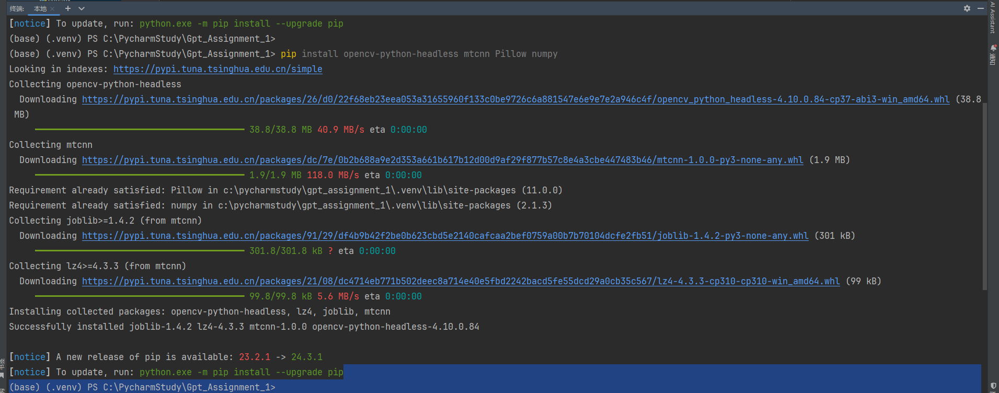 终端: 本地
[notice] To update, run: python.exe -m pip install --upgrade pip
(base) (.venv) PS C:\PycharmStudy\Gpt_Assignment_1>
(base) (.venv) PS C:\PycharmStudy\Gpt_Assignment_1> pip install opencv-python-headless mtcnn Pillow numpy
Looking in indexes: https://pypi.tuna.tsinghua.edu.cn/simple
Collecting opencv-python-headless
Downloading https://pypi.tuna.tsinghua.edu.cn/packages/26/d0/22f68eb23eea053a31655960f133c0be9726c6a881547e6e9e7e2a946c4f/opencv_python_headless-4.10.0.84-cp37-abi3-win_amd64.whl (38.8
MB)
38.8/38.8 MB 40.9 MB/s eta 0:00:00
Collecting mtcnn
Downloading https://pypi.tuna.tsinghua.edu.cn/packages/dc/7e/0b2b688a9e2d353a661b617b12d00d9af29f877b57c8e4a3cbe447483b46/mtcnn-1.0.0-py3-none-any.whl (1.9 MB)
1.9/1.9 MB 118.0 MB/s eta 0:00:00
Requirement already satisfied: Pillow in c:\pycharmstudy\gpt_assignment_1\.venv\lib\site-packages (11.0.0)
Requirement already satisfied: numpy in c:\pycharmstudy\gpt_assignment_1\.venv\lib\site-packages (2.1.3)
Collecting joblib>=1.4.2 (from mtcnn)
Downloading https://pypi.tuna.tsinghua.edu.cn/packages/91/29/df4b9b42f2be0b623cbd5e2140cafcaa2bef0759a00b7b70104dcfe2fb51/joblib-1.4.2-py3-none-any.whl (301 kB)
301.8/301.8 kB ? eta 0:00:00
Collecting lz4>=4.3.3 (from mtcnn)
Downloading https://pypi.tuna.tsinghua.edu.cn/packages/21/08/dc4714eb771b502deec8a714e40e5fbd2242bacd5fe55dcd29a0cb35c567/lz4-4.3.3-cp310-cp310-win_amd64.whl (99 kB)
99.8/99.8 kB 5.6 MB/s eta 0:00:00
Installing collected packages: opencv-python-headless, lz4, joblib, mtcnn
Successfully installed joblib-1.4.2 lz4-4.3.3 mtcnn-1.0.0 opencv-python-headless-4.10.0.84
[notice] A new release of pip is available: 23.2.1 -> 24.3.1
[notice] To update, run: python.exe -m pip install --upgrade pip
(base) (.venv) PS C:\PycharmStudy\Gpt_Assignment_1>
AI Assistant
通知
书签